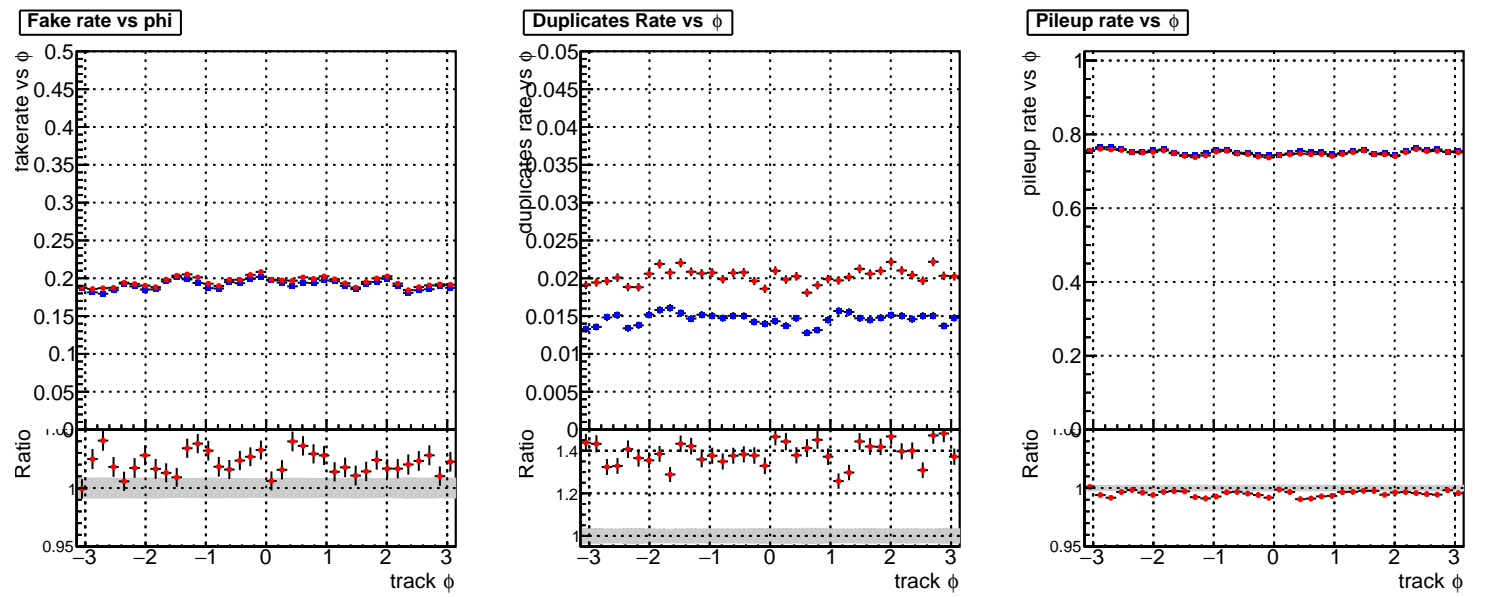 Fake rate vs phi
fakerate vs ϕ
0.5
0.45
0.4
0.35
0.3
0.25
0.2
0.15
0.1
0.05
0
Ratio
1
0.95
−3 −2 −1 0 1 2 3
track ϕ
Duplicates Rate vs ϕ
duplicates rate vs ϕ
0.05
0.045
0.04
0.035
0.03
0.025
0.02
0.015
0.01
0.005
0
Ratio
1.4
1.2
1
−3 −2 −1 0 1 2 3
track ϕ
Pileup rate vs ϕ
pileup rate vs ϕ
1
0.8
0.6
0.4
0.2
0
Ratio
1
0.95
−3 −2 −1 0 1 2 3
track ϕ